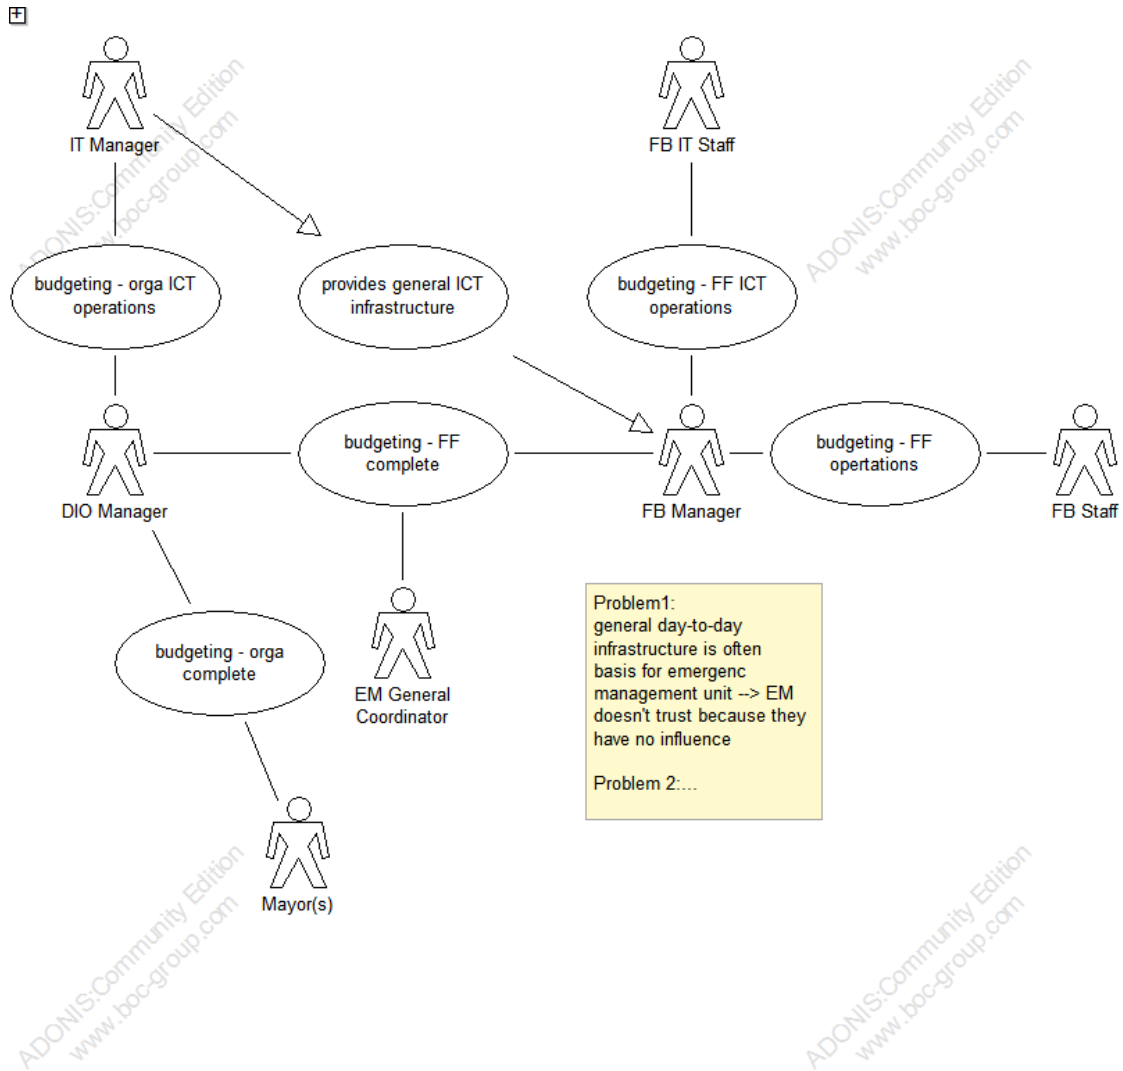 IT Manager
FB IT Staff
budgeting - orga ICT
operations
provides general ICT
infrastructure
budgeting - FF ICT
operations
budgeting - FF
complete
budgeting - FF
opertations
DIO Manager
FB Manager
FB Staff
budgeting - orga
complete
EM General
Coordinator
Problem1:
general day-to-day
infrastructure is often
basis for emergenc
management unit --> EM
doesn't trust because they
have no influence
Problem 2:...
Mayor(s)
ADONIS:Community Edition
www.boc-group.com
ADONIS:Community Edition
www.boc-group.com
ADONIS:Community Edition
www.boc-group.com
ADONIS:Community Edition
www.boc-group.com